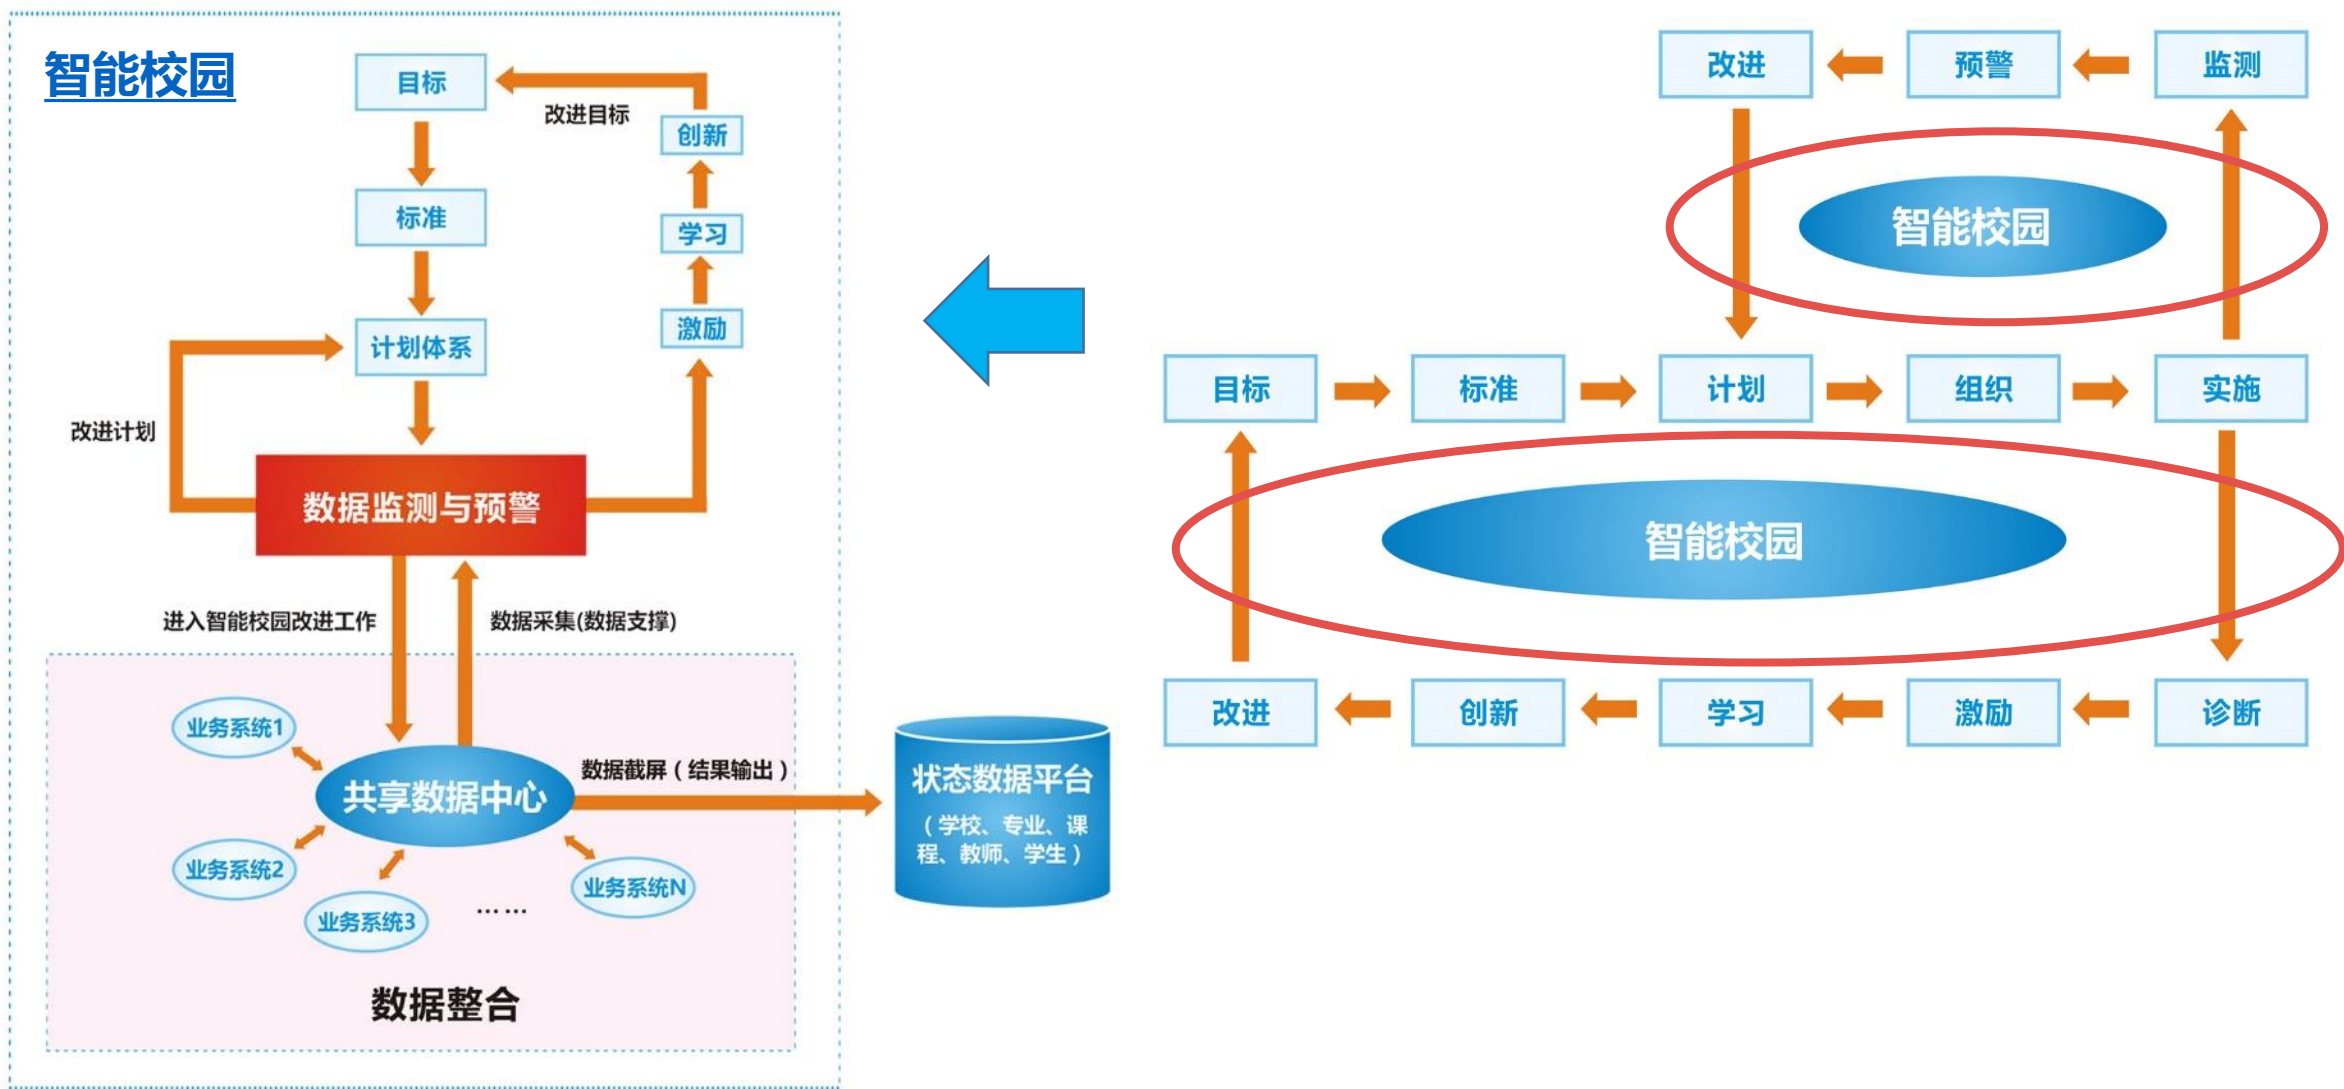 智能校园
目标
改进目标
创新
标准
学习
激励
计划体系
改进计划
数据监测与预警
进入智能校园改进工作
数据采集(数据支撑)
业务系统1
共享数据中心
数据截屏（结果输出）
业务系统2
业务系统3
……
业务系统N
数据整合
状态数据平台
（学校、专业、课
程、教师、学生）
改进
预警
监测
智能校园
目标
标准
计划
组织
实施
智能校园
改进
创新
学习
激励
诊断